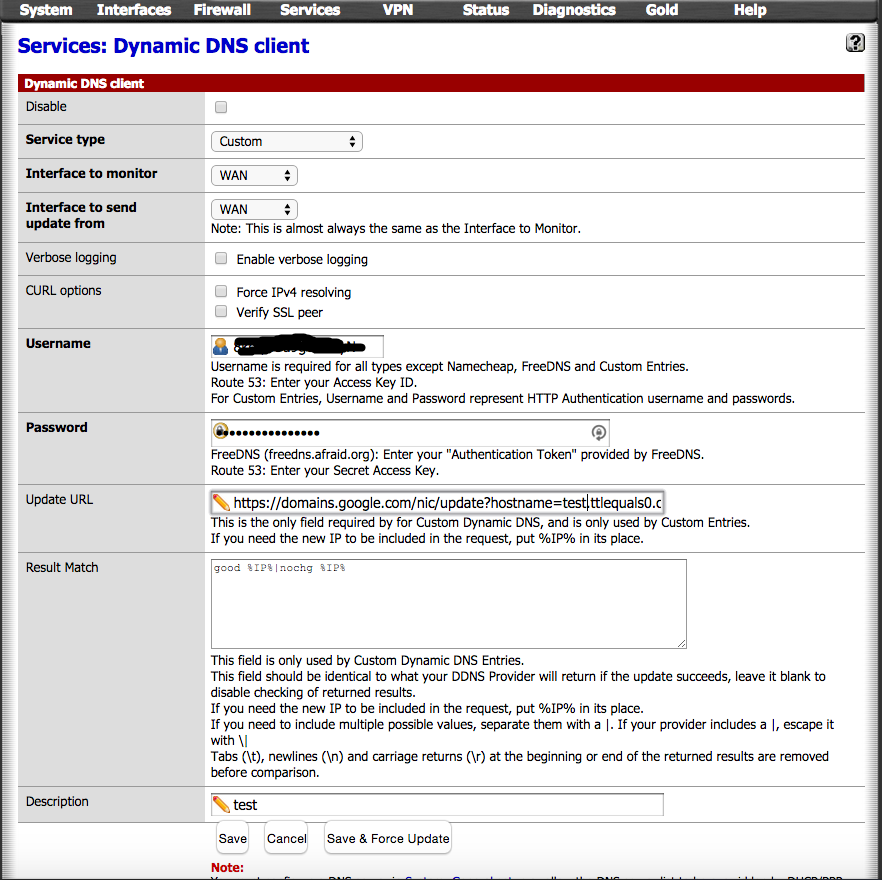 System Interfaces Firewall Services VPN Status Diagnostics Gold Help
Services: Dynamic DNS client
?
Dynamic DNS client
Disable
Service type
Custom
Interface to monitor
WAN
Interface to send
update from
WAN
Note: This is almost always the same as the Interface to Monitor.
Verbose logging
Enable verbose logging
CURL options
Force IPv4 resolving
Verify SSL peer
Username
Username is required for all types except Namecheap, FreeDNS and Custom Entries.
Route 53: Enter your Access Key ID.
For Custom Entries, Username and Password represent HTTP Authentication username and passwords.
Password
FreeDNS (freedns.afraid.org): Enter your "Authentication Token" provided by FreeDNS.
Route 53: Enter your Secret Access Key.
Update URL
https://domains.google.com/nic/update?hostname=test.ttlequals0.c
This is the only field required by for Custom Dynamic DNS, and is only used by Custom Entries.
If you need the new IP to be included in the request, put %IP% in its place.
Result Match
good %IP%|nochg %IP%
This field is only used by Custom Dynamic DNS Entries.
This field should be identical to what your DDNS Provider will return if the update succeeds, leave it blank to
disable checking of returned results.
If you need the new IP to be included in the request, put %IP% in its place.
If you need to include multiple possible values, separate them with a |. If your provider includes a |, escape it
with \|
Tabs (\t), newlines (\n) and carriage returns (\r) at the beginning or end of the returned results are removed
before comparison.
Description
test
Save Cancel Save & Force Update
Note: